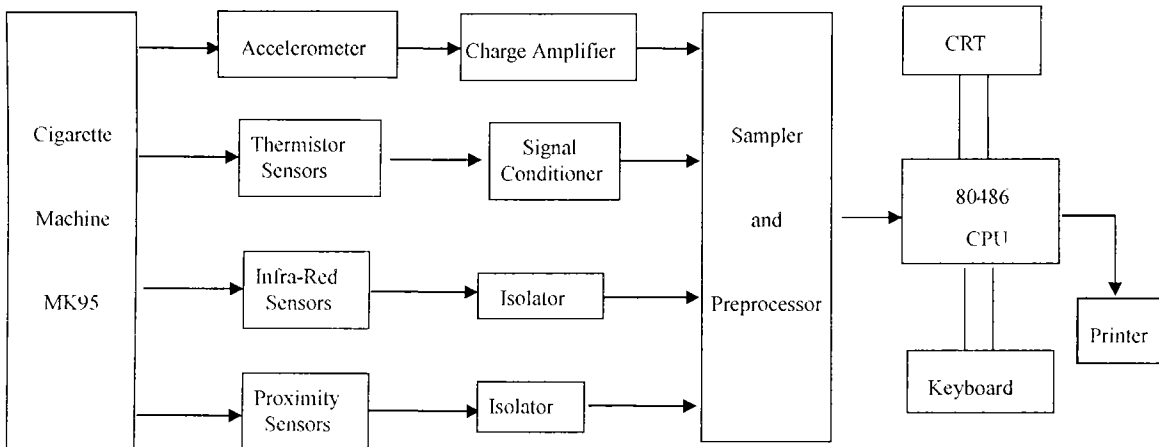 Cigarette
Machine
MK95
Accelerometer
Charge Amplifier
Thermistor
Sensors
Signal
Conditioner
Infra-Red
Sensors
Isolator
Proximity
Sensors
Isolator
Sampler
and
Preprocessor
CRT
80486
CPU
Keyboard
Printer